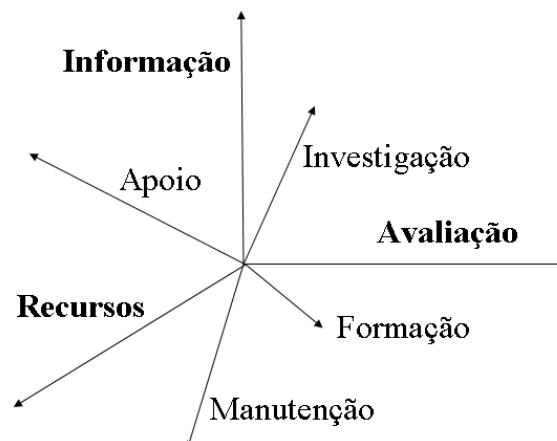 Informação
Investigação
Apoio
Avaliação
Recursos
Formação
Manutenção